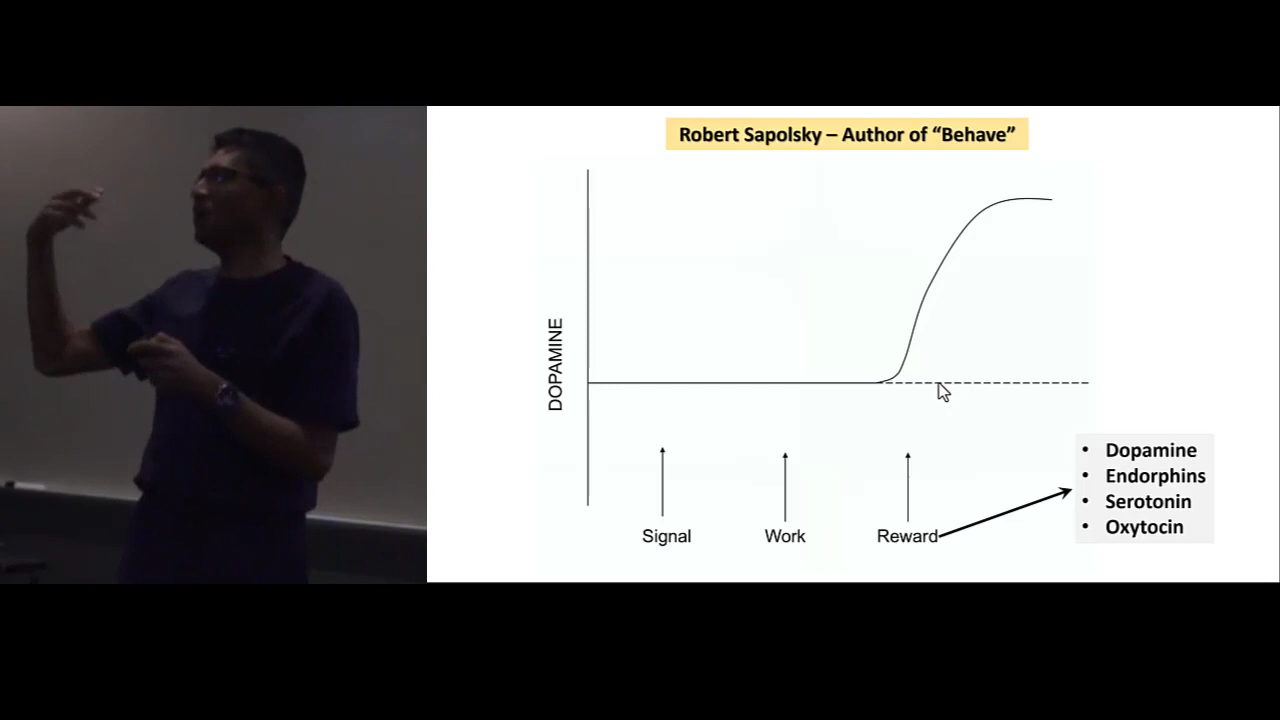 Robert Sapolsky – Author of “Behave”
DOPAMINE
Signal
Work
Reward
• Dopamine
• Endorphins
• Serotonin
• Oxytocin